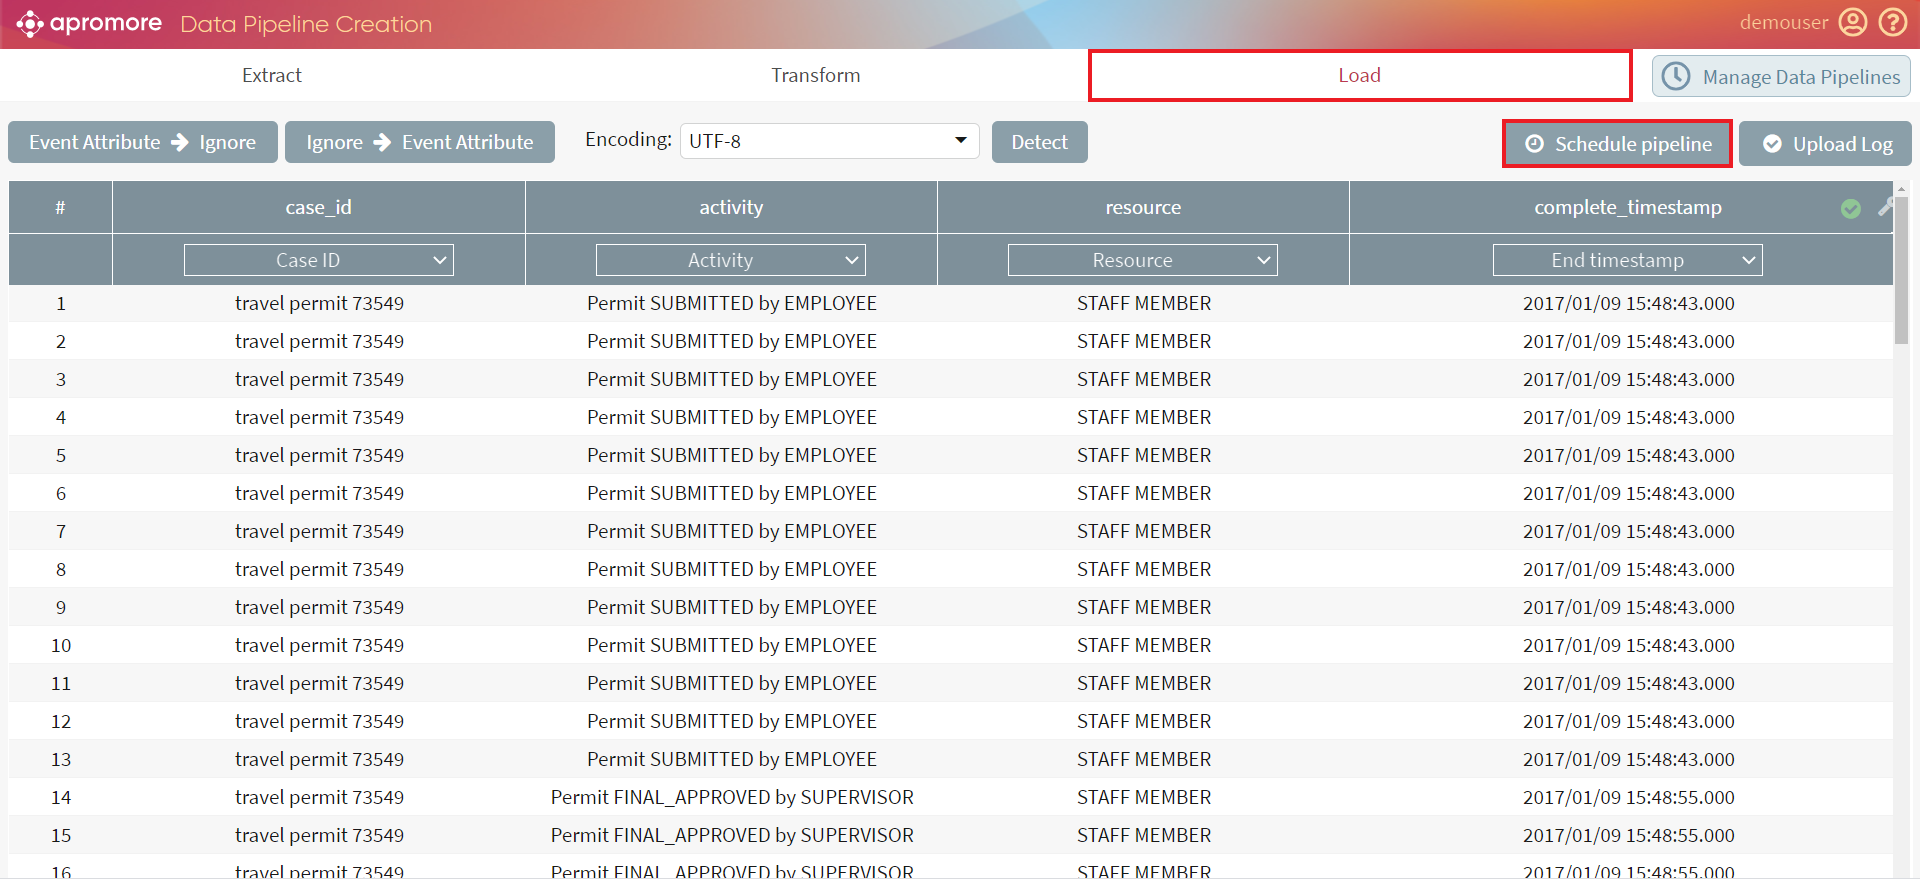 apromore Data Pipeline Creation demouser
Extract Transform Load Manage Data Pipelines
Event Attribute → Ignore Ignore → Event Attribute Encoding: UTF-8 Detect Schedule pipeline Upload Log
# case_id activity resource complete_timestamp
Case ID Activity Resource End timestamp
1 travel permit 73549 Permit SUBMITTED by EMPLOYEE STAFF MEMBER 2017/01/09 15:48:43.000
2 travel permit 73549 Permit SUBMITTED by EMPLOYEE STAFF MEMBER 2017/01/09 15:48:43.000
3 travel permit 73549 Permit SUBMITTED by EMPLOYEE STAFF MEMBER 2017/01/09 15:48:43.000
4 travel permit 73549 Permit SUBMITTED by EMPLOYEE STAFF MEMBER 2017/01/09 15:48:43.000
5 travel permit 73549 Permit SUBMITTED by EMPLOYEE STAFF MEMBER 2017/01/09 15:48:43.000
6 travel permit 73549 Permit SUBMITTED by EMPLOYEE STAFF MEMBER 2017/01/09 15:48:43.000
7 travel permit 73549 Permit SUBMITTED by EMPLOYEE STAFF MEMBER 2017/01/09 15:48:43.000
8 travel permit 73549 Permit SUBMITTED by EMPLOYEE STAFF MEMBER 2017/01/09 15:48:43.000
9 travel permit 73549 Permit SUBMITTED by EMPLOYEE STAFF MEMBER 2017/01/09 15:48:43.000
10 travel permit 73549 Permit SUBMITTED by EMPLOYEE STAFF MEMBER 2017/01/09 15:48:43.000
11 travel permit 73549 Permit SUBMITTED by EMPLOYEE STAFF MEMBER 2017/01/09 15:48:43.000
12 travel permit 73549 Permit SUBMITTED by EMPLOYEE STAFF MEMBER 2017/01/09 15:48:43.000
13 travel permit 73549 Permit SUBMITTED by EMPLOYEE STAFF MEMBER 2017/01/09 15:48:43.000
14 travel permit 73549 Permit FINAL_APPROVED by SUPERVISOR STAFF MEMBER 2017/01/09 15:48:55.000
15 travel permit 73549 Permit FINAL_APPROVED by SUPERVISOR STAFF MEMBER 2017/01/09 15:48:55.000
16 travel permit 73549 Permit FINAL_APPROVED by SUPERVISOR STAFF MEMBER 2017/01/09 15:48:55.000